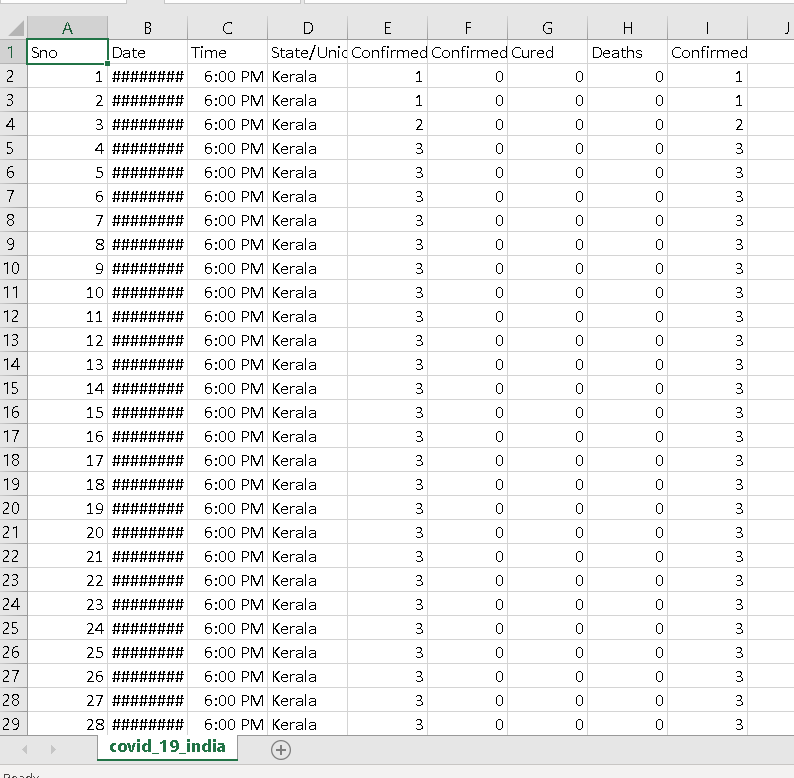 A B C D E F G H I J
1 Sno Date Time State/Unic Confirmed Confirmed Cured Deaths Confirmed
2 1 ######## 6:00 PM Kerala 1 0 0 0 1
3 2 ######## 6:00 PM Kerala 1 0 0 0 1
4 3 ######## 6:00 PM Kerala 2 0 0 0 2
5 4 ######## 6:00 PM Kerala 3 0 0 0 3
6 5 ######## 6:00 PM Kerala 3 0 0 0 3
7 6 ######## 6:00 PM Kerala 3 0 0 0 3
8 7 ######## 6:00 PM Kerala 3 0 0 0 3
9 8 ######## 6:00 PM Kerala 3 0 0 0 3
10 9 ######## 6:00 PM Kerala 3 0 0 0 3
11 10 ######## 6:00 PM Kerala 3 0 0 0 3
12 11 ######## 6:00 PM Kerala 3 0 0 0 3
13 12 ######## 6:00 PM Kerala 3 0 0 0 3
14 13 ######## 6:00 PM Kerala 3 0 0 0 3
15 14 ######## 6:00 PM Kerala 3 0 0 0 3
16 15 ######## 6:00 PM Kerala 3 0 0 0 3
17 16 ######## 6:00 PM Kerala 3 0 0 0 3
18 17 ######## 6:00 PM Kerala 3 0 0 0 3
19 18 ######## 6:00 PM Kerala 3 0 0 0 3
20 19 ######## 6:00 PM Kerala 3 0 0 0 3
21 20 ######## 6:00 PM Kerala 3 0 0 0 3
22 21 ######## 6:00 PM Kerala 3 0 0 0 3
23 22 ######## 6:00 PM Kerala 3 0 0 0 3
24 23 ######## 6:00 PM Kerala 3 0 0 0 3
25 24 ######## 6:00 PM Kerala 3 0 0 0 3
26 25 ######## 6:00 PM Kerala 3 0 0 0 3
27 26 ######## 6:00 PM Kerala 3 0 0 0 3
28 27 ######## 6:00 PM Kerala 3 0 0 0 3
29 28 ######## 6:00 PM Kerala 3 0 0 0 3
covid_19_india
Ready